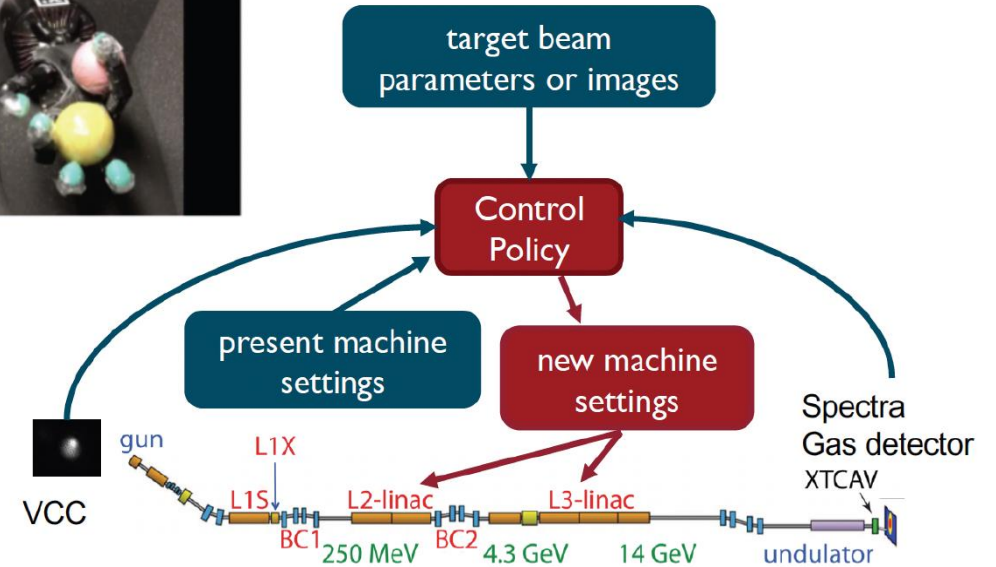 target beam
parameters or images
Control
Policy
present machine
settings
new machine
settings
Spectra
Gas detector
XTCAV
gun
L1X
VCC
L1S
L2-linac
L3-linac
BC1
250 MeV
BC2
4.3 GeV
14 GeV
undulator